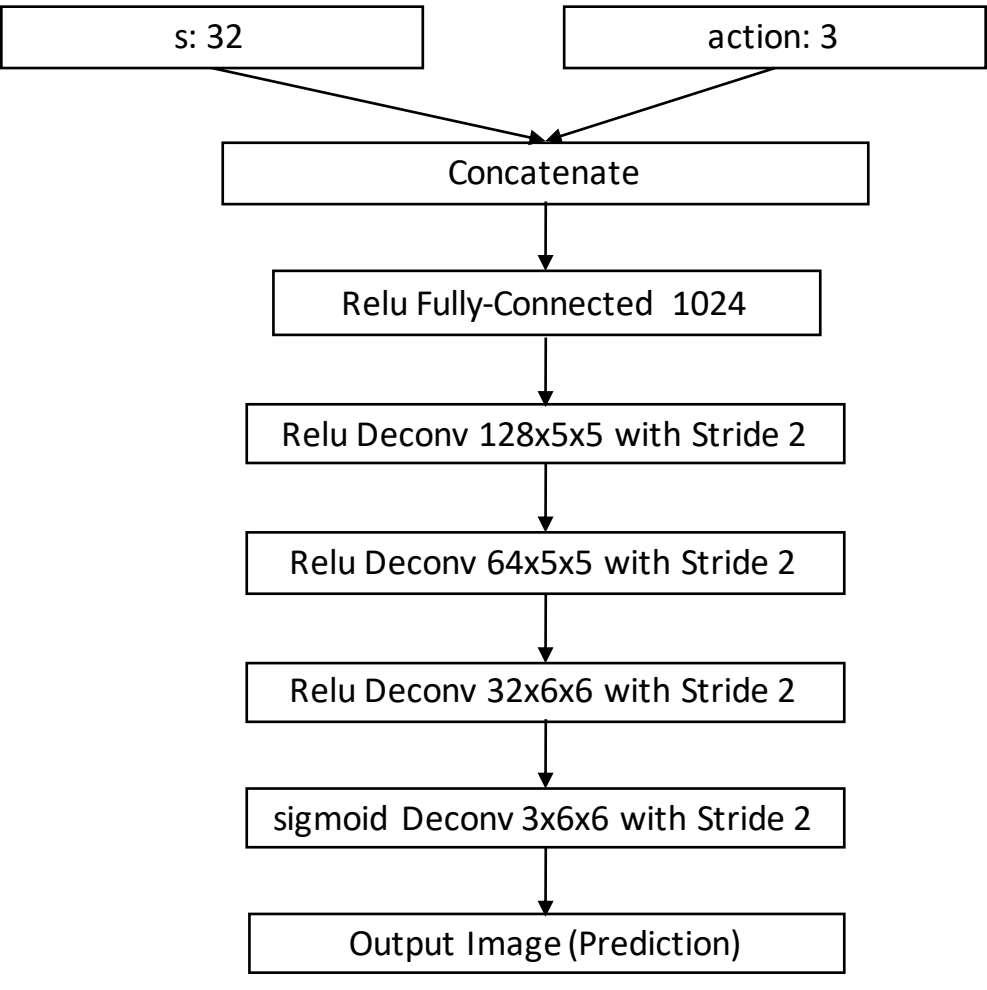 s: 32
action: 3
Concatenate
Relu Fully-Connected 1024
Relu Deconv 128x5x5 with Stride 2
Relu Deconv 64x5x5 with Stride 2
Relu Deconv 32x6x6 with Stride 2
sigmoid Deconv 3x6x6 with Stride 2
Output Image (Prediction)